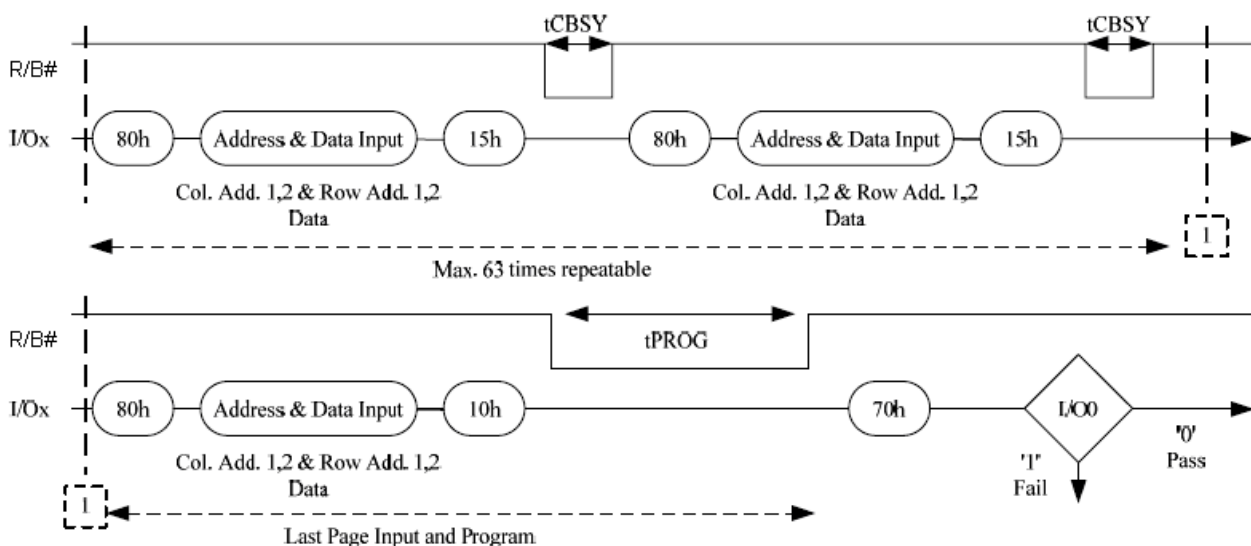 tCBSY tCBSY
R/B#
I/Ox 80h Address & Data Input 15h 80h Address & Data Input 15h
Col. Add. 1,2 & Row Add. 1,2 Col. Add. 1,2 & Row Add. 1,2
Data Data
1
Max. 63 times repeatable
R/B#
tPROG
I/Ox 80h Address & Data Input 10h 70h I/O0
'0'
Pass
Col. Add. 1,2 & Row Add. 1,2
Data
'1'
Fail
1
Last Page Input and Program